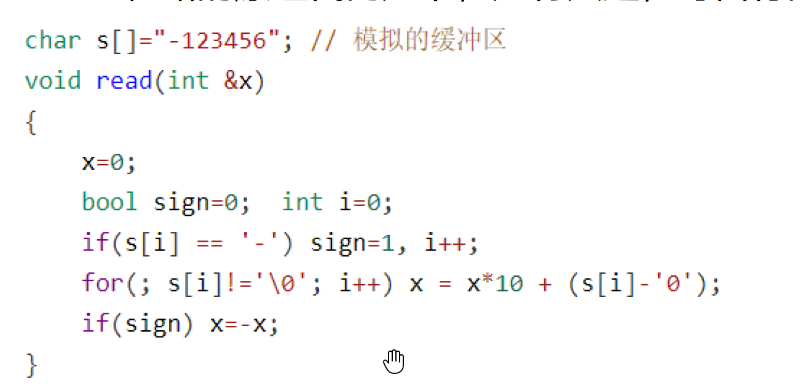 char s[]="-123456"; // 模拟的缓冲区
void read(int &x)
{
    x=0;
    bool sign=0;  int i=0;
    if(s[i] == '-') sign=1, i++;
    for(; s[i]!='\0'; i++) x = x*10 + (s[i]-'0');
    if(sign) x=-x;
}